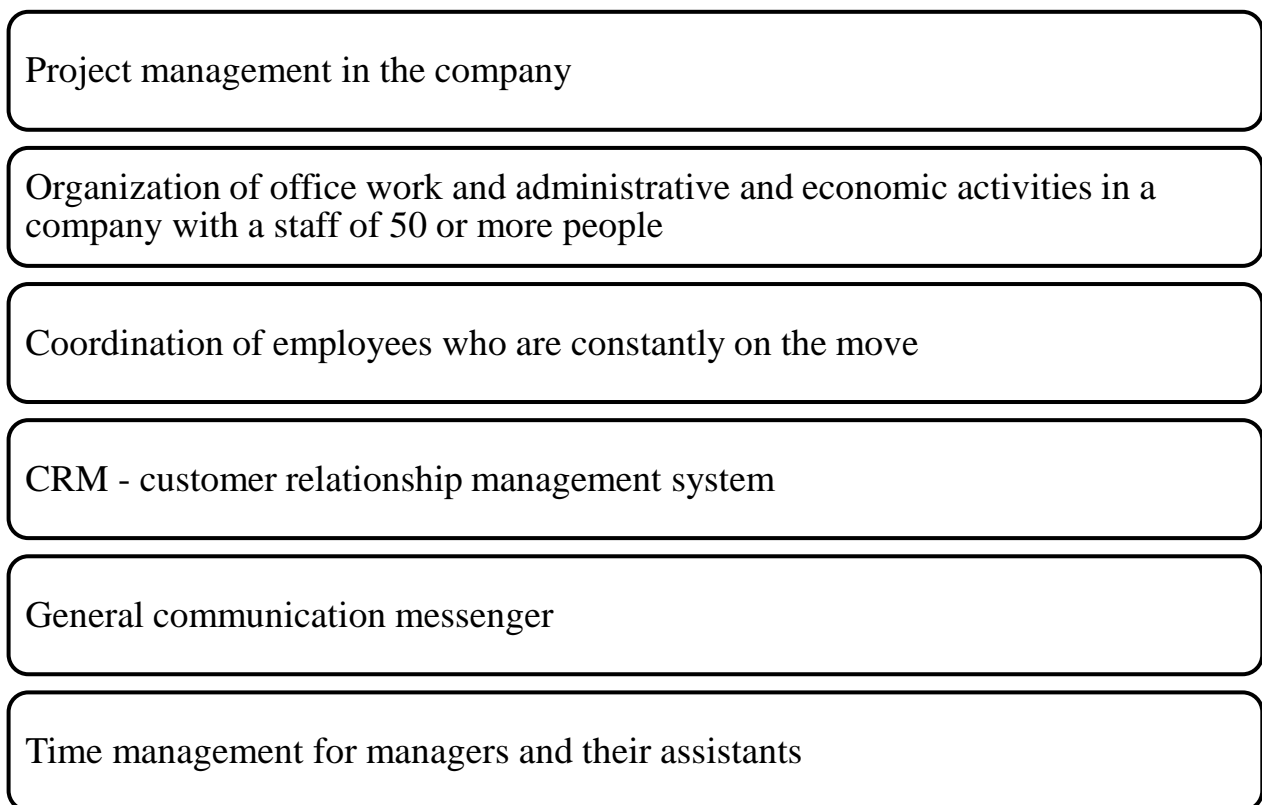 Project management in the company
Organization of office work and administrative and economic activities in a
company with a staff of 50 or more people
Coordination of employees who are constantly on the move
CRM - customer relationship management system
General communication messenger
Time management for managers and their assistants